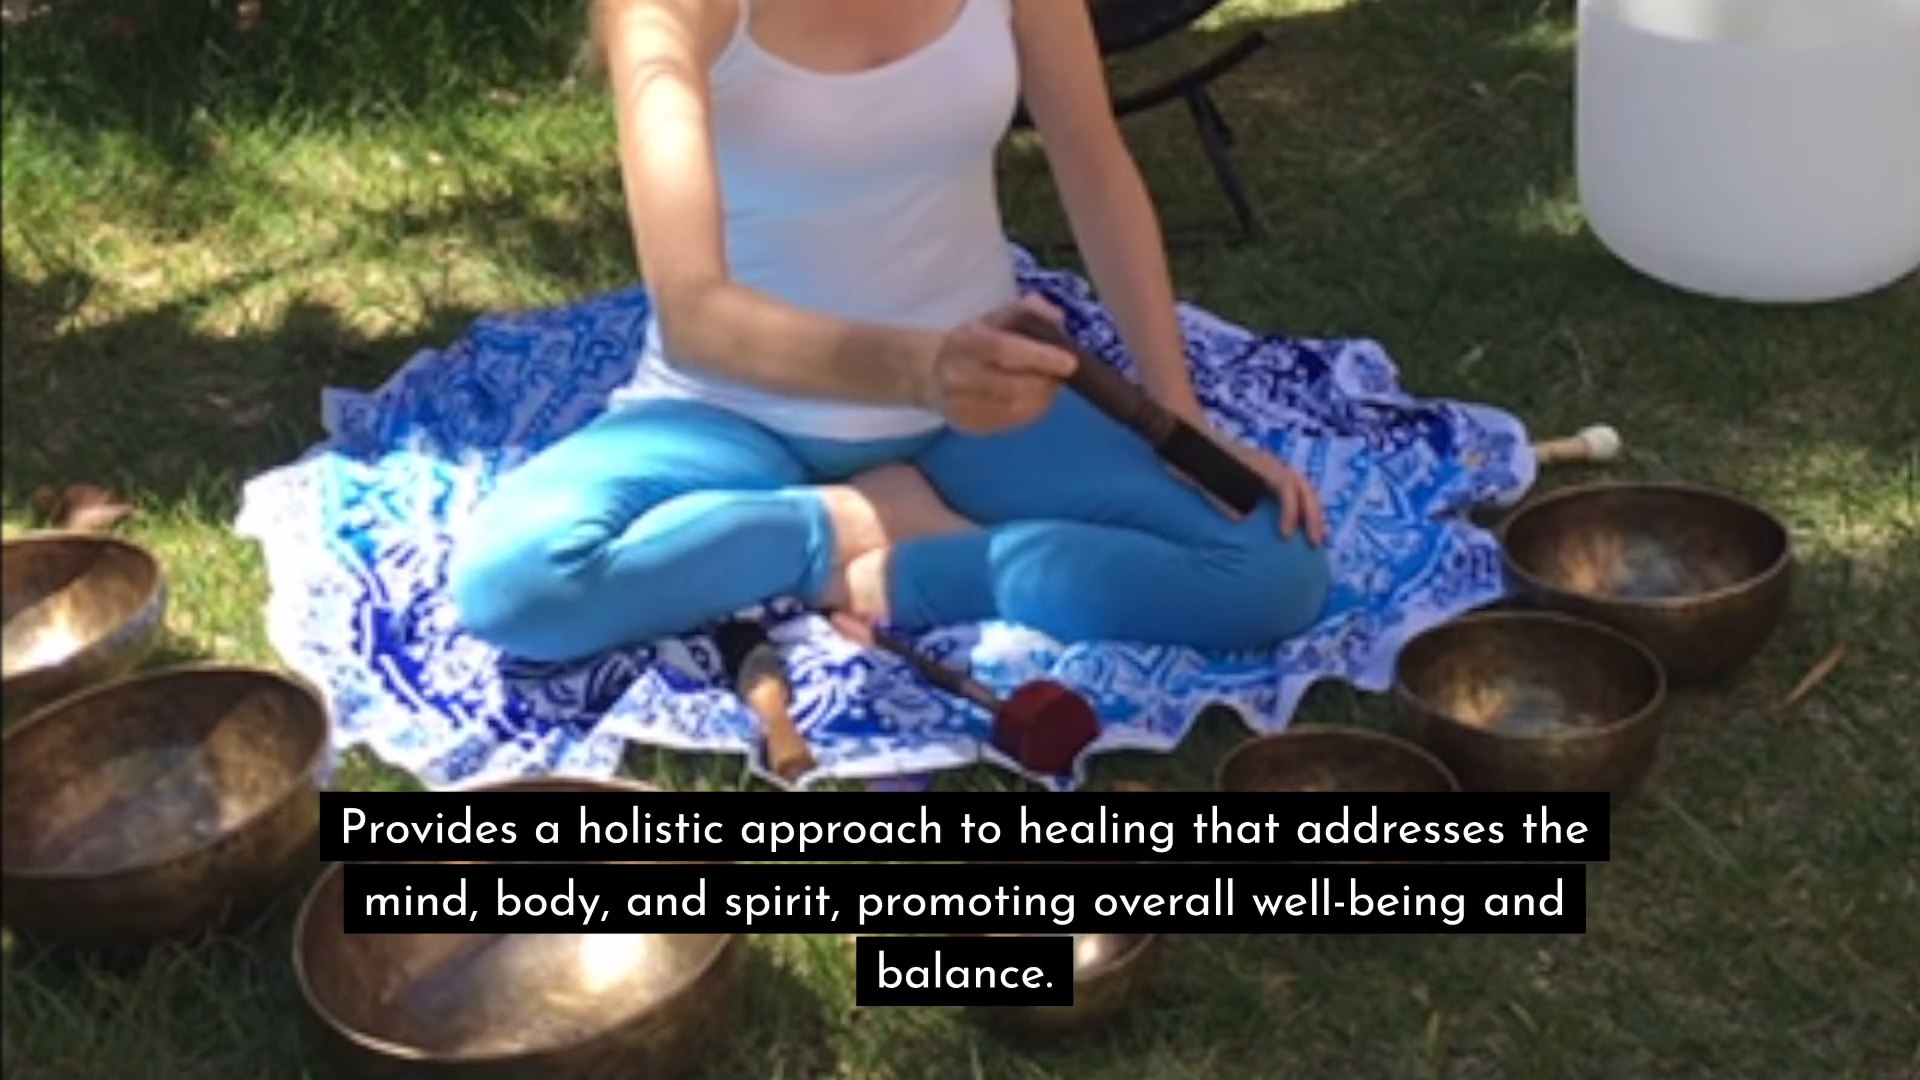 Provides a holistic approach to healing that addresses the
mind, body, and spirit, promoting overall well-being and
balance.